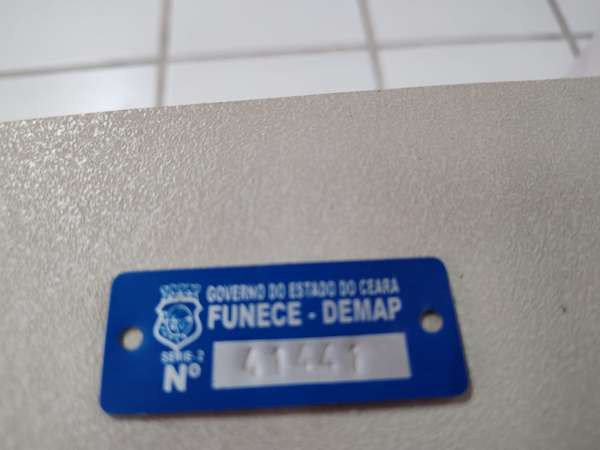 GOVERNO DO ESTADO DO CEARA
FUNECE - DEMAP
SERIE-2
Nº 41441